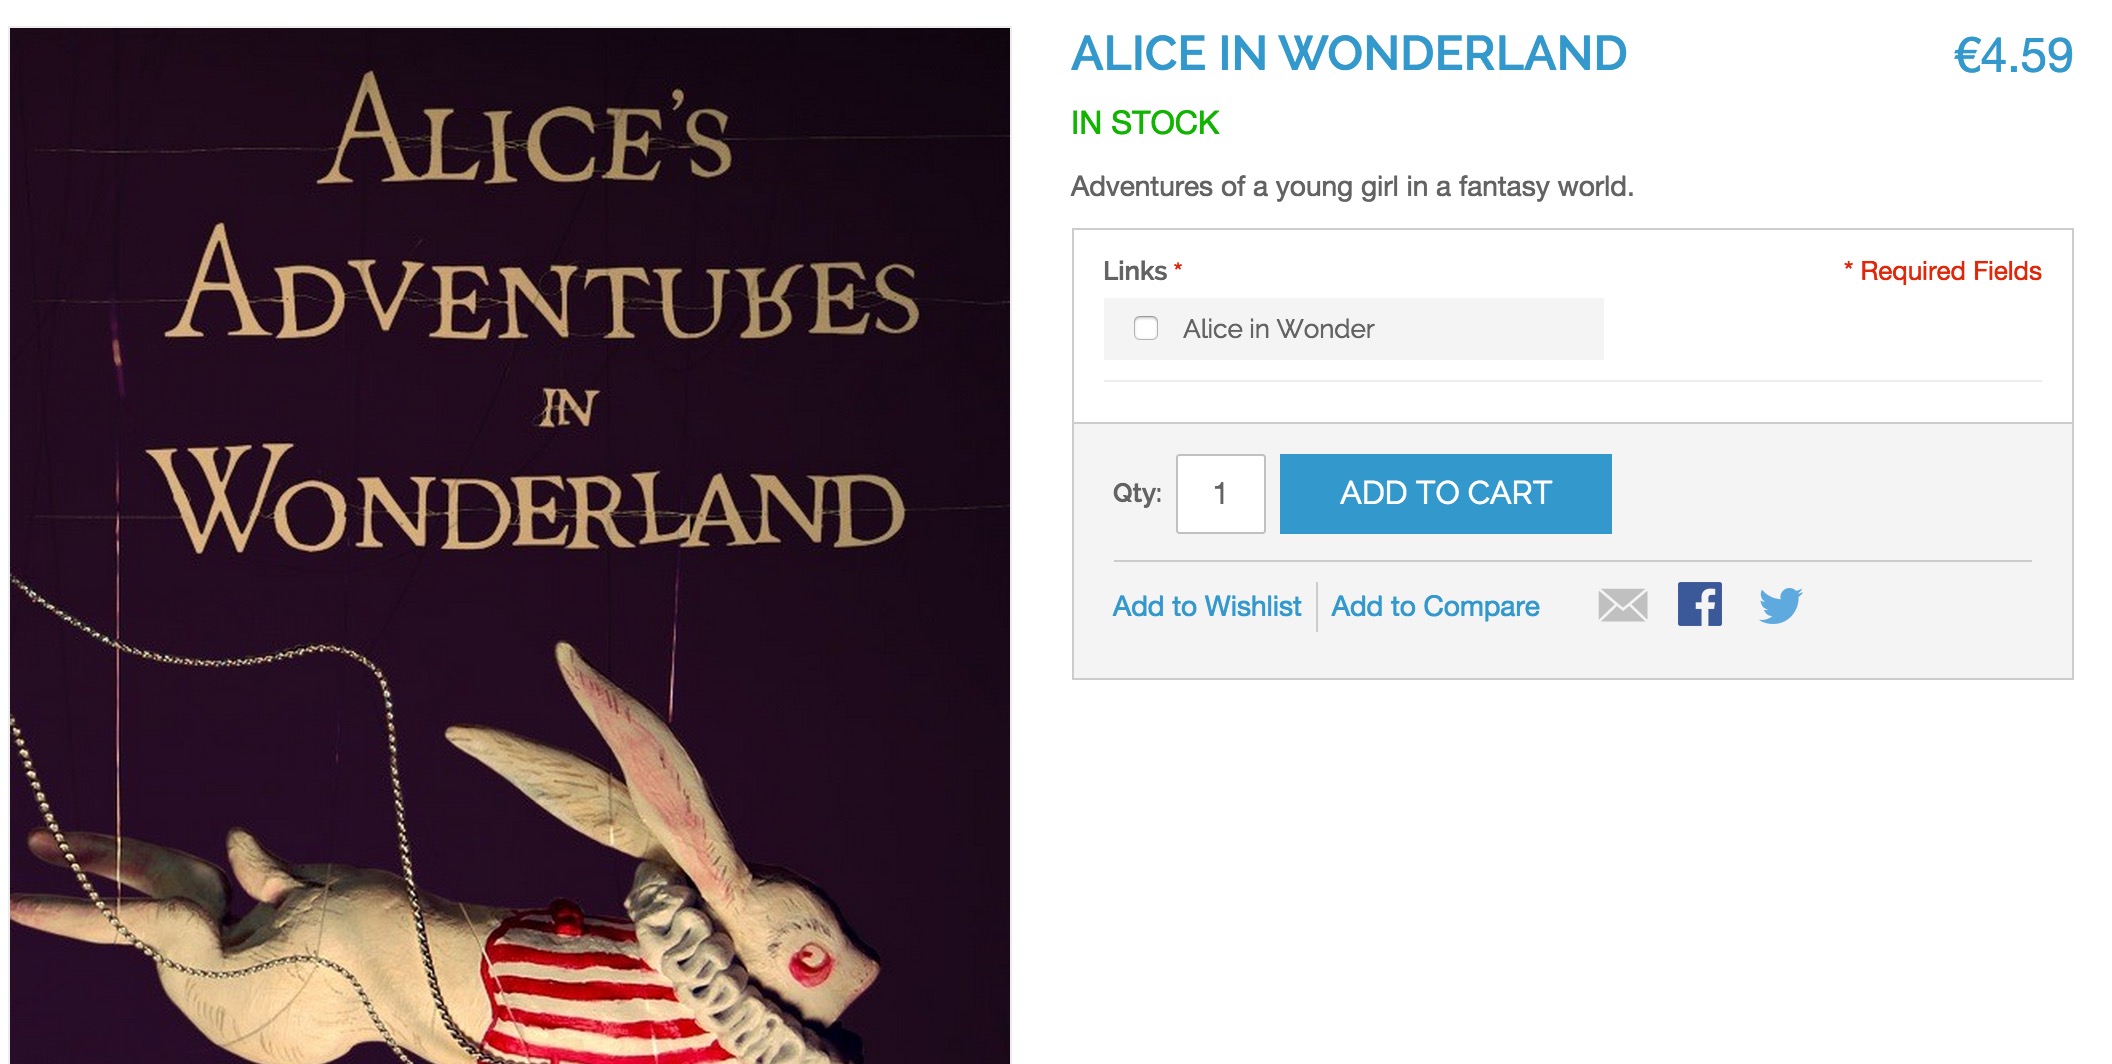 ALICE'S
ADVENTURES
IN
WONDERLAND
ALICE IN WONDERLAND
€4.59
IN STOCK
Adventures of a young girl in a fantasy world.
Links *
* Required Fields
Alice in Wonder
Qty: 1 ADD TO CART
Add to Wishlist Add to Compare